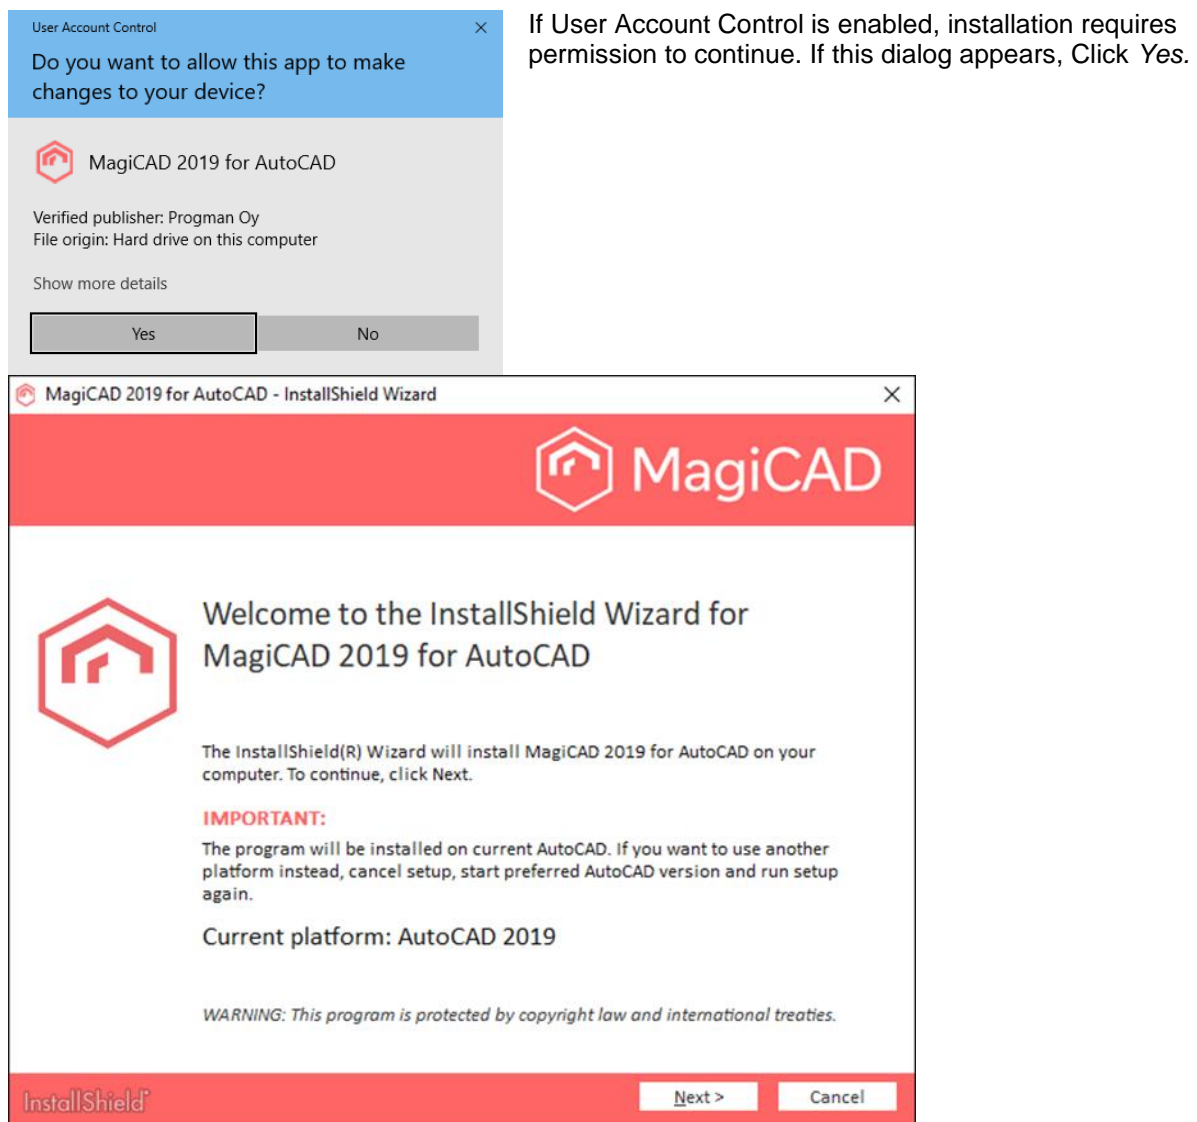 User Account Control
Do you want to allow this app to make
changes to your device?
MagiCAD 2019 for AutoCAD
Verified publisher: Progman Oy
File origin: Hard drive on this computer
Show more details
Yes
No
If User Account Control is enabled, installation requires
permission to continue. If this dialog appears, Click Yes.
MagiCAD 2019 for AutoCAD - InstallShield Wizard
MagiCAD
Welcome to the InstallShield Wizard for
MagiCAD 2019 for AutoCAD
The InstallShield(R) Wizard will install MagiCAD 2019 for AutoCAD on your
computer. To continue, click Next.
IMPORTANT:
The program will be installed on current AutoCAD. If you want to use another
platform instead, cancel setup, start preferred AutoCAD version and run setup
again.
Current platform: AutoCAD 2019
WARNING: This program is protected by copyright law and international treaties.
InstallShield
Next >
Cancel